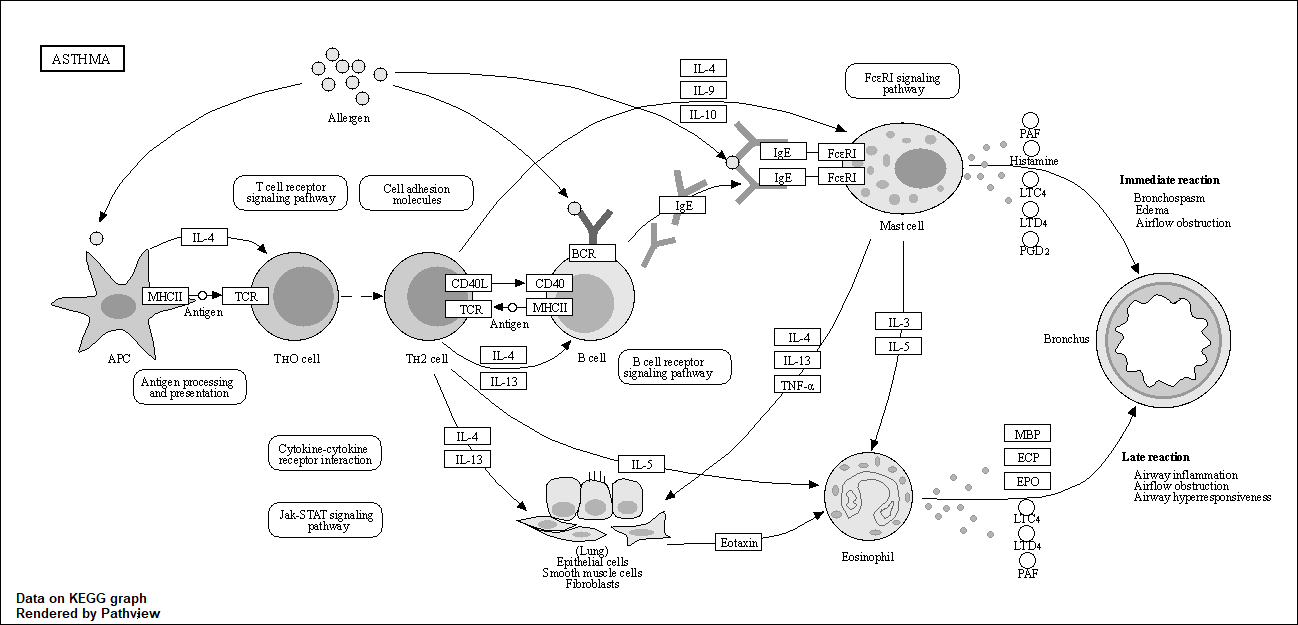 ASTHMA
Allergen
IL-4
IL-9
IL-10
FcεRI signaling
pathway
T cell receptor
signaling pathway
Cell adhesion
molecules
IgE
FcεRI
IgE
FcεRI
IgE
Mast cell
PAF
Histamine
LTC4
LTD4
PGD2
Immediate reaction
Bronchospasm
Edema
Airflow obstruction
IL-4
BCR
MHCII
TCR
Antigen
CD40L
CD40
TCR
MHCII
Antigen
APC
TH0 cell
TH2 cell
B cell
IL-4
IL-13
Antigen processing
and presentation
B cell receptor
signaling pathway
IL-4
IL-13
TNF-α
IL-3
IL-5
Bronchus
Cytokine-cytokine
receptor interaction
IL-4
IL-13
IL-5
MBP
ECP
EPO
LTC4
LTD4
PAF
Late reaction
Airway inflammation
Airflow obstruction
Airway hyperresponsiveness
Jak-STAT signaling
pathway
Eotaxin
Eosinophil
(Lung)
Epithelial cells
Smooth muscle cells
Fibroblasts
Data on KEGG graph
Rendered by Pathview